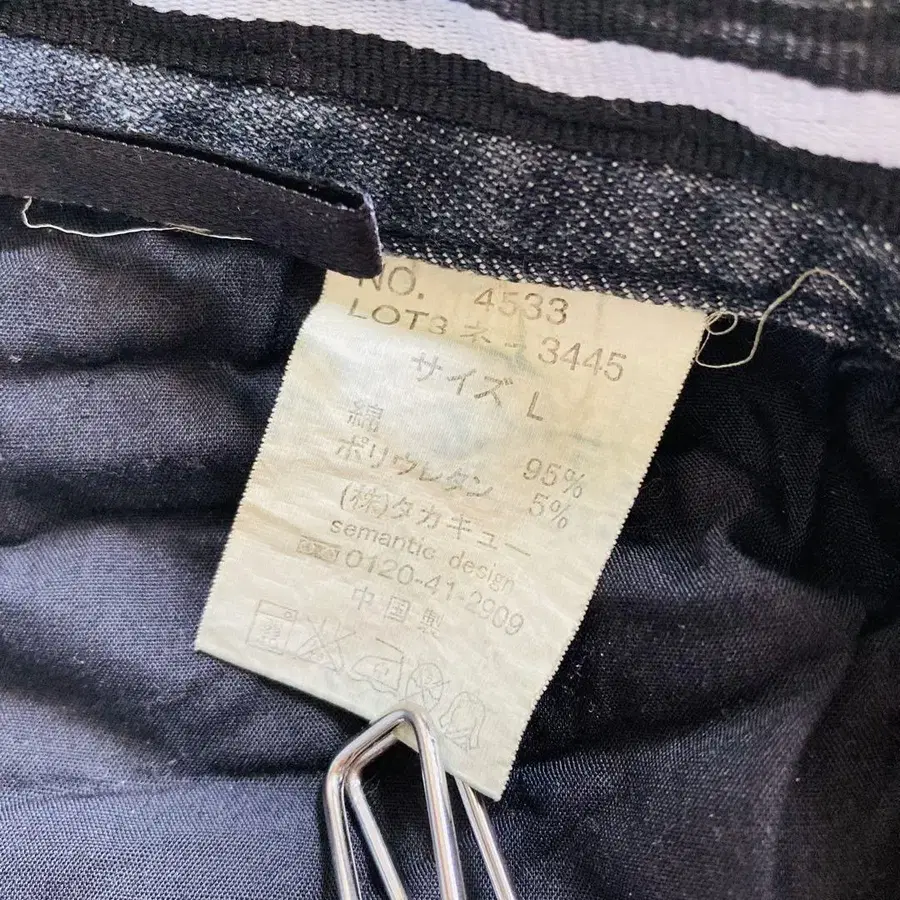 NO. 4533
LOT3 ネ - 3445
サイズ L
綿 95%
ポリウレタン 5%
(株)タカキュー
semantic design
0120-41-2909
中国製